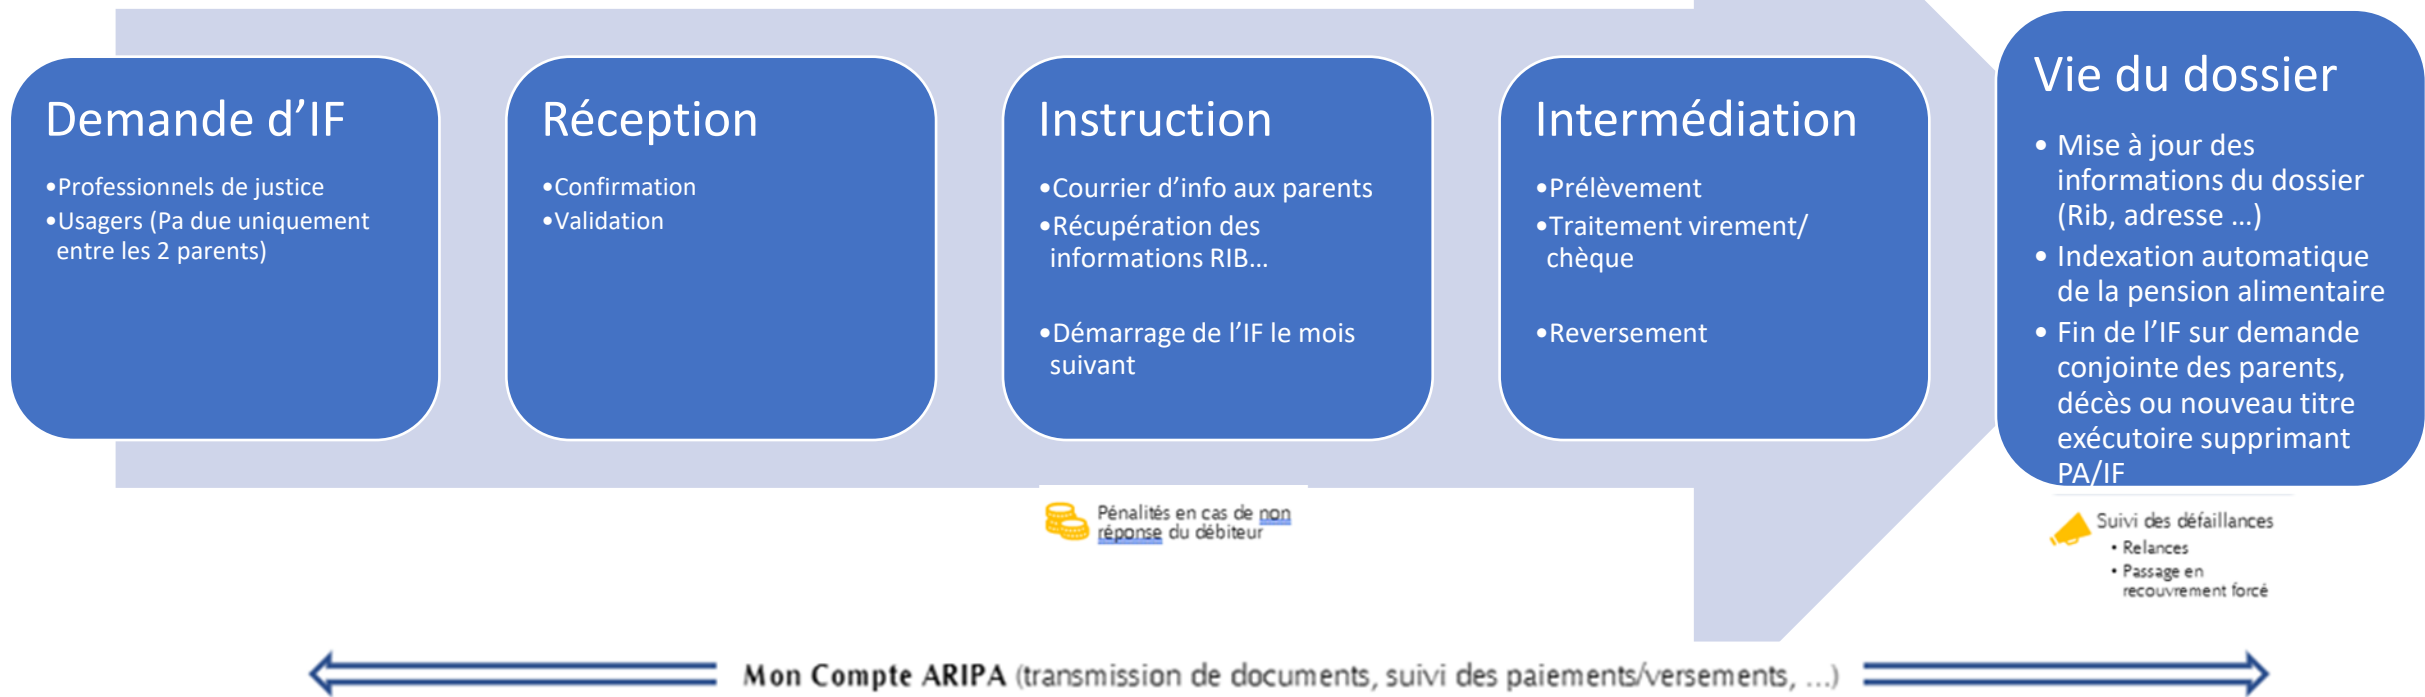 Demande d’IF
•Professionnels de justice
•Usagers (Pa due uniquement
entre les 2 parents)
Réception
•Confirmation
•Validation
Instruction
•Courrier d’info aux parents
•Récupération des
informations RIB…
•Démarrage de l’IF le mois
suivant
Intermédiation
•Prélèvement
•Traitement virement/
chèque
•Reversement
Vie du dossier
• Mise à jour des
informations du dossier
(Rib, adresse …)
• Indexation automatique
de la pension alimentaire
• Fin de l’IF sur demande
conjointe des parents,
décès ou nouveau titre
exécutoire supprimant
PA/IF
Pénalités en cas de non
réponse du débiteur
Suivi des défaillances
• Relances
• Passage en
recouvrement forcé
Mon Compte ARIPA (transmission de documents, suivi des paiements/versements, …)